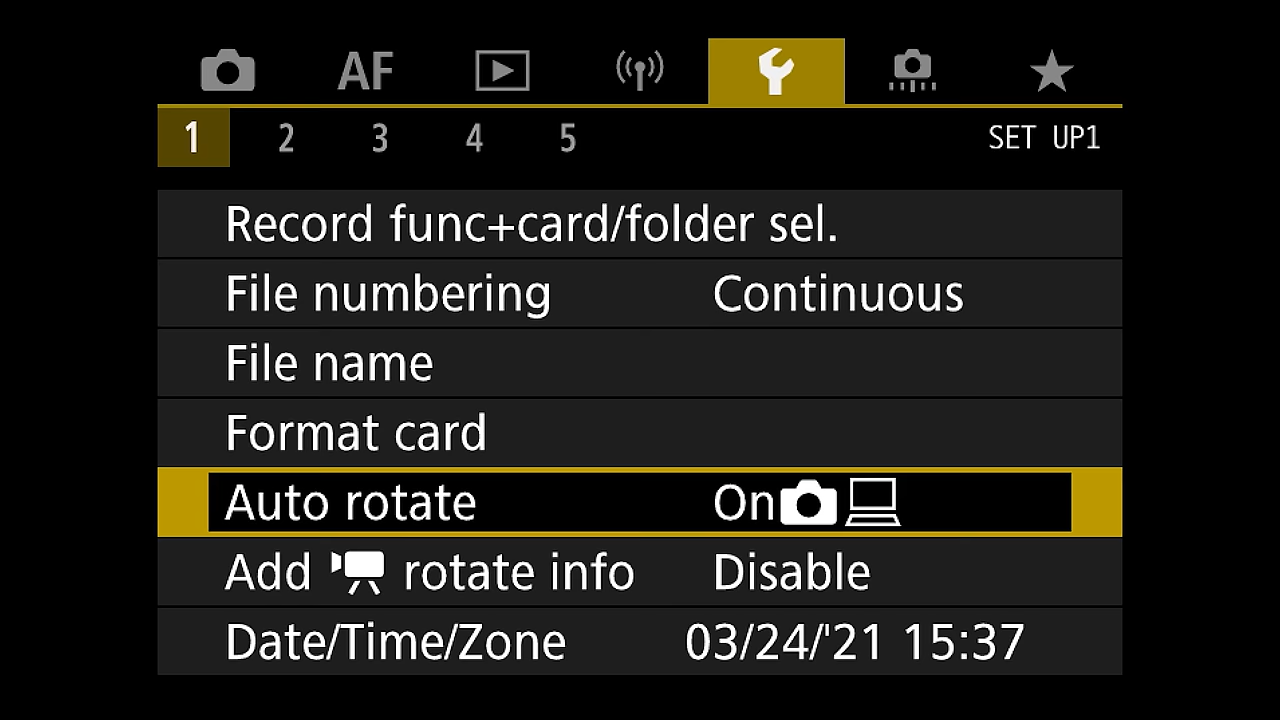 AF
1 2 3 4 5 SET UP1
Record func+card/folder sel.
File numbering Continuous
File name
Format card
Auto rotate On
Add rotate info Disable
Date/Time/Zone 03/24/'21 15:37